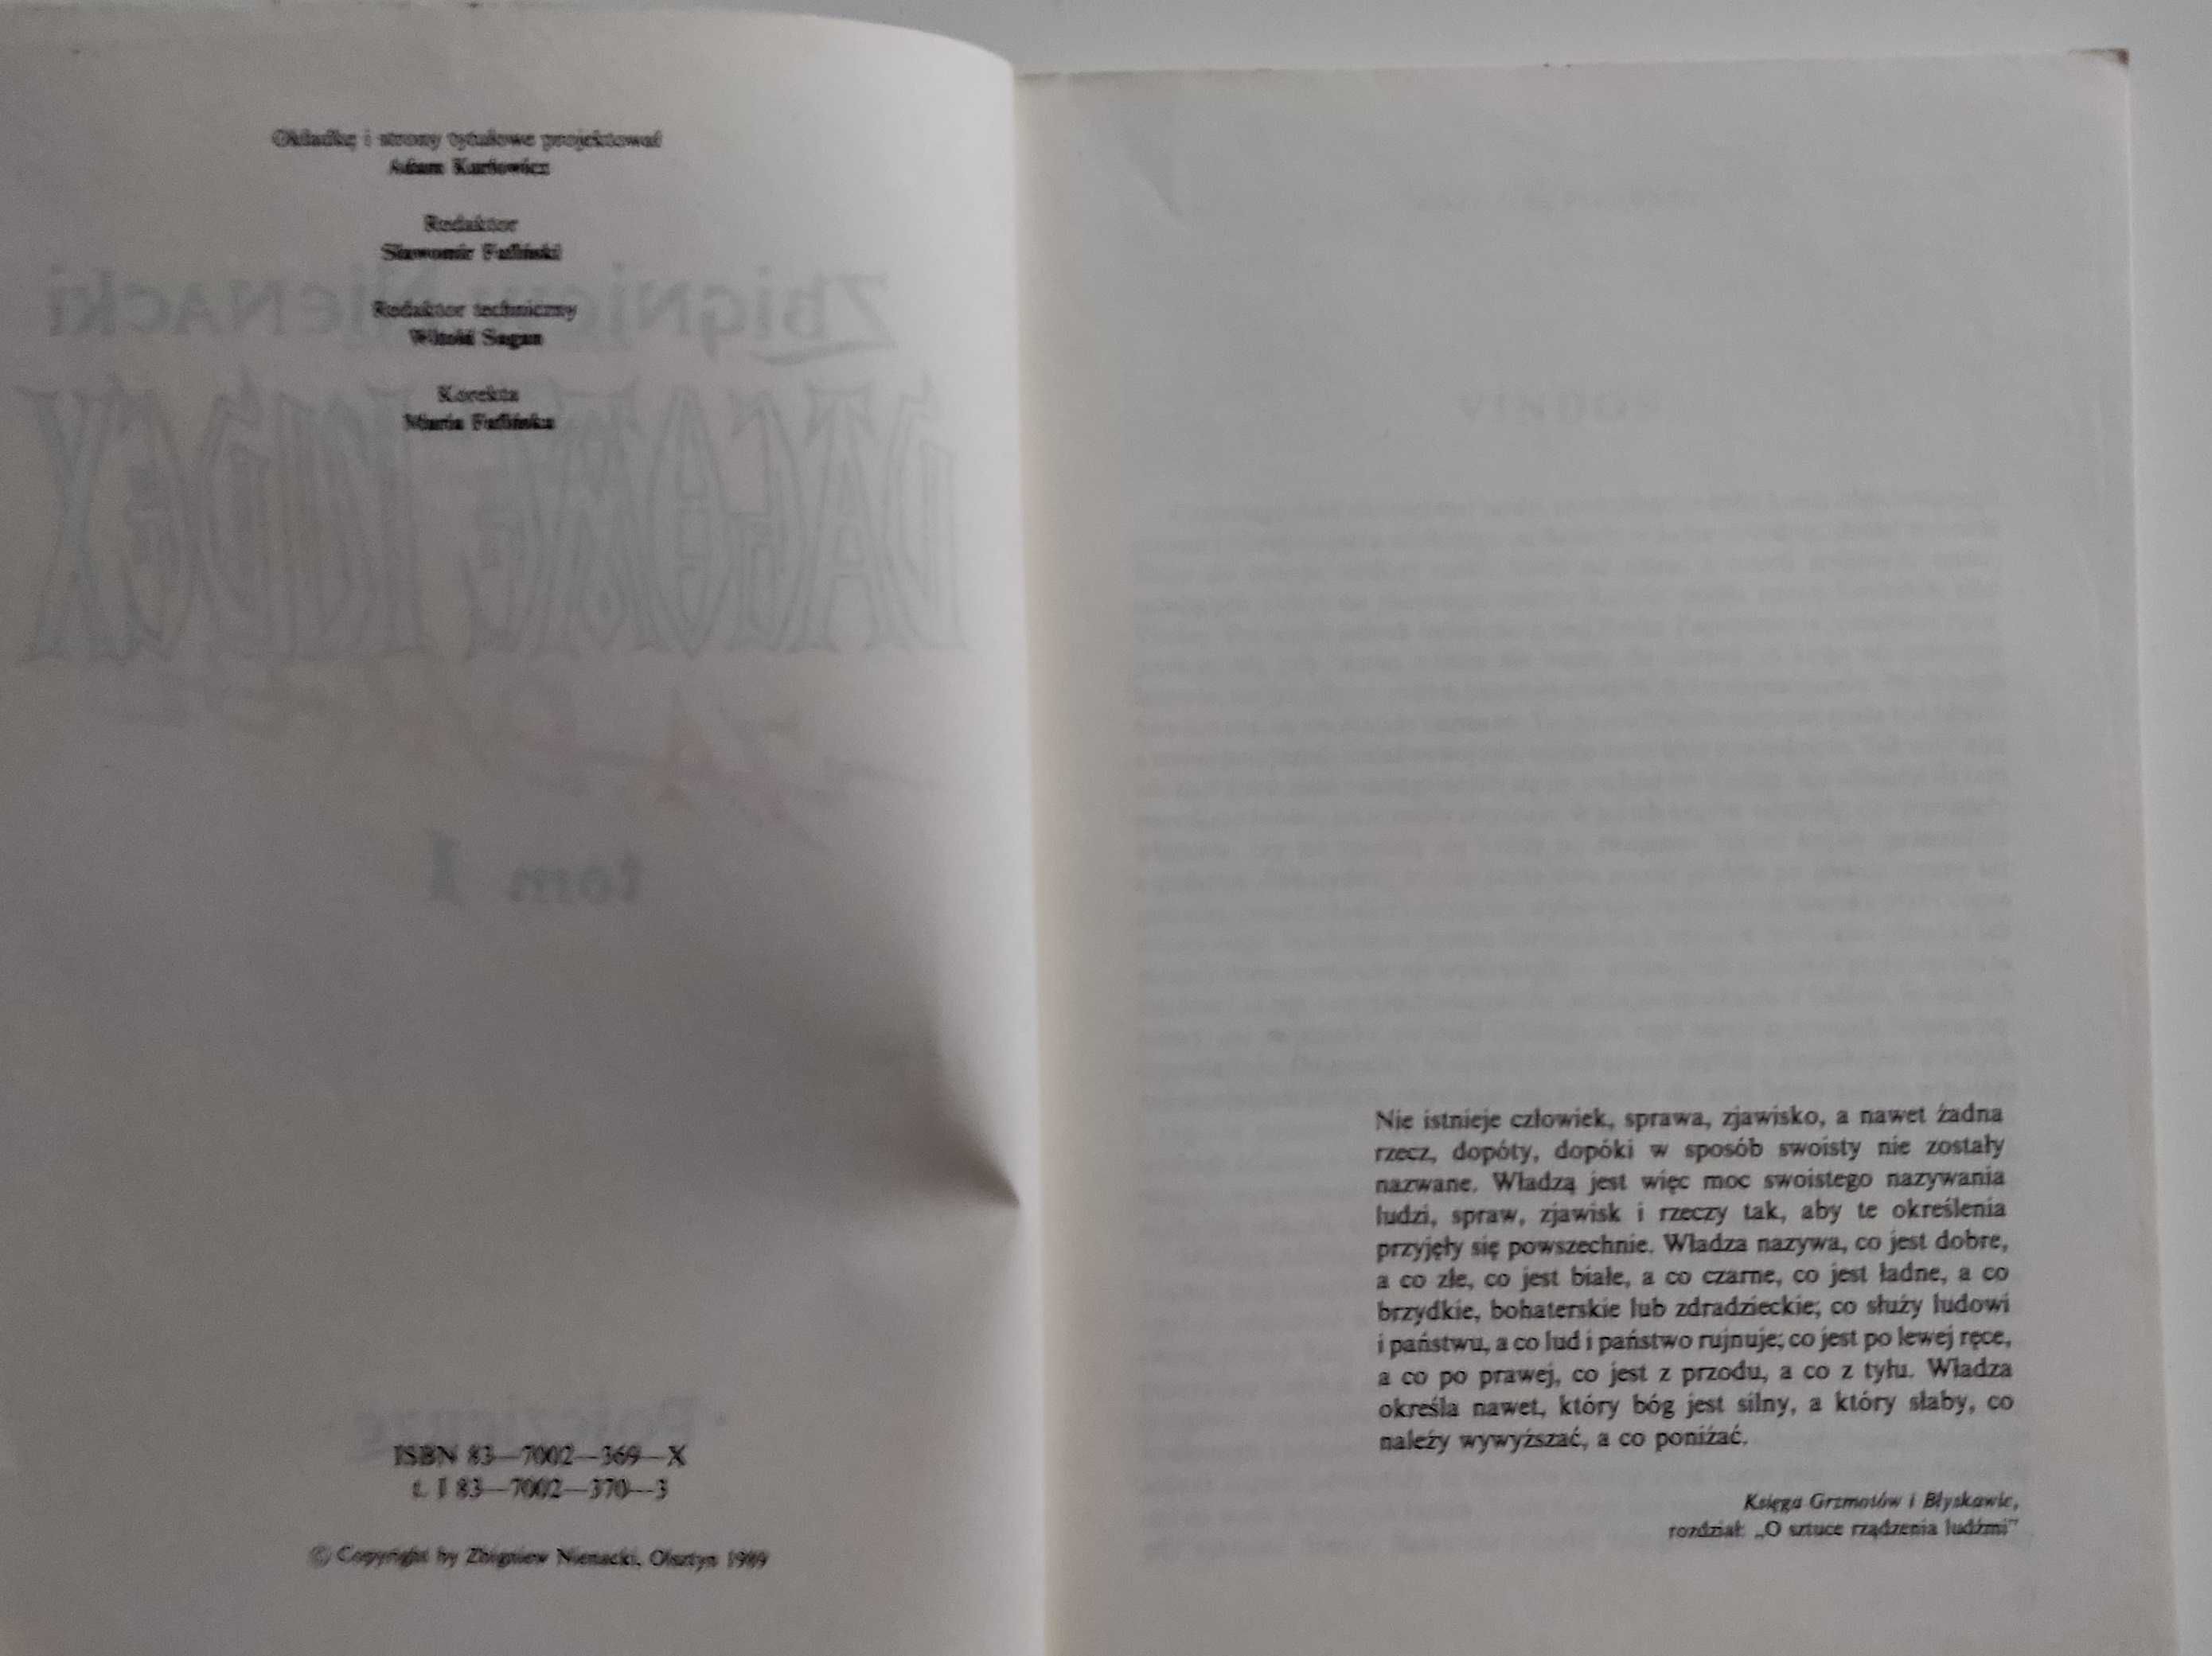 Okładkę i strony tytułowe projektował
Adam Kurłowicz
Redaktor
Sławomir Fafiński
Redaktor techniczny
Witold Sagan
Korekta
Maria Fafińska
ISBN 83—7002—369—X
t. I 83—7002—370—3
© Copyright by Zbigniew Nienacki, Olsztyn 1989
Nie istnieje człowiek, sprawa, zjawisko, a nawet żadna
rzecz, dopóty, dopóki w sposób swoisty nie zostały
nazwane. Władzą jest więc moc swoistego nazywania
ludzi, spraw, zjawisk i rzeczy tak, aby te określenia
przyjęły się powszechnie. Władza nazywa, co jest dobre,
a co złe, co jest białe, a co czarne, co jest ładne, a co
brzydkie, bohaterskie lub zdradzieckie; co służy ludowi
i państwu, a co lud i państwo rujnuje; co jest po lewej ręce,
a co po prawej, co jest z przodu, a co z tyłu. Władza
określa nawet, który bóg jest silny, a który słaby, co
należy wywyższać, a co poniżać.
Księga Grzmotów i Błyskawic,
rozdział: „O sztuce rządzenia ludźmi”